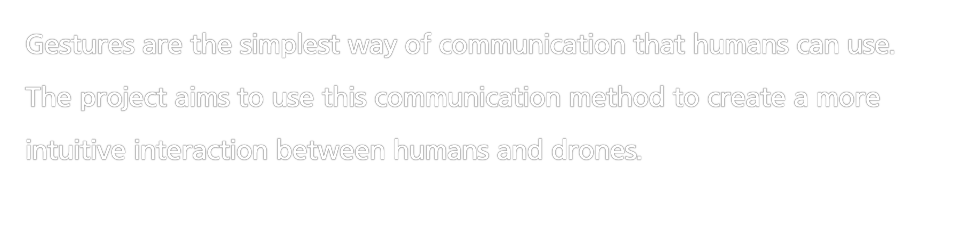 Gestures are the simplest way of communication that humans can use.
The project aims to use this communication method to create a more
intuitive interaction between humans and drones.